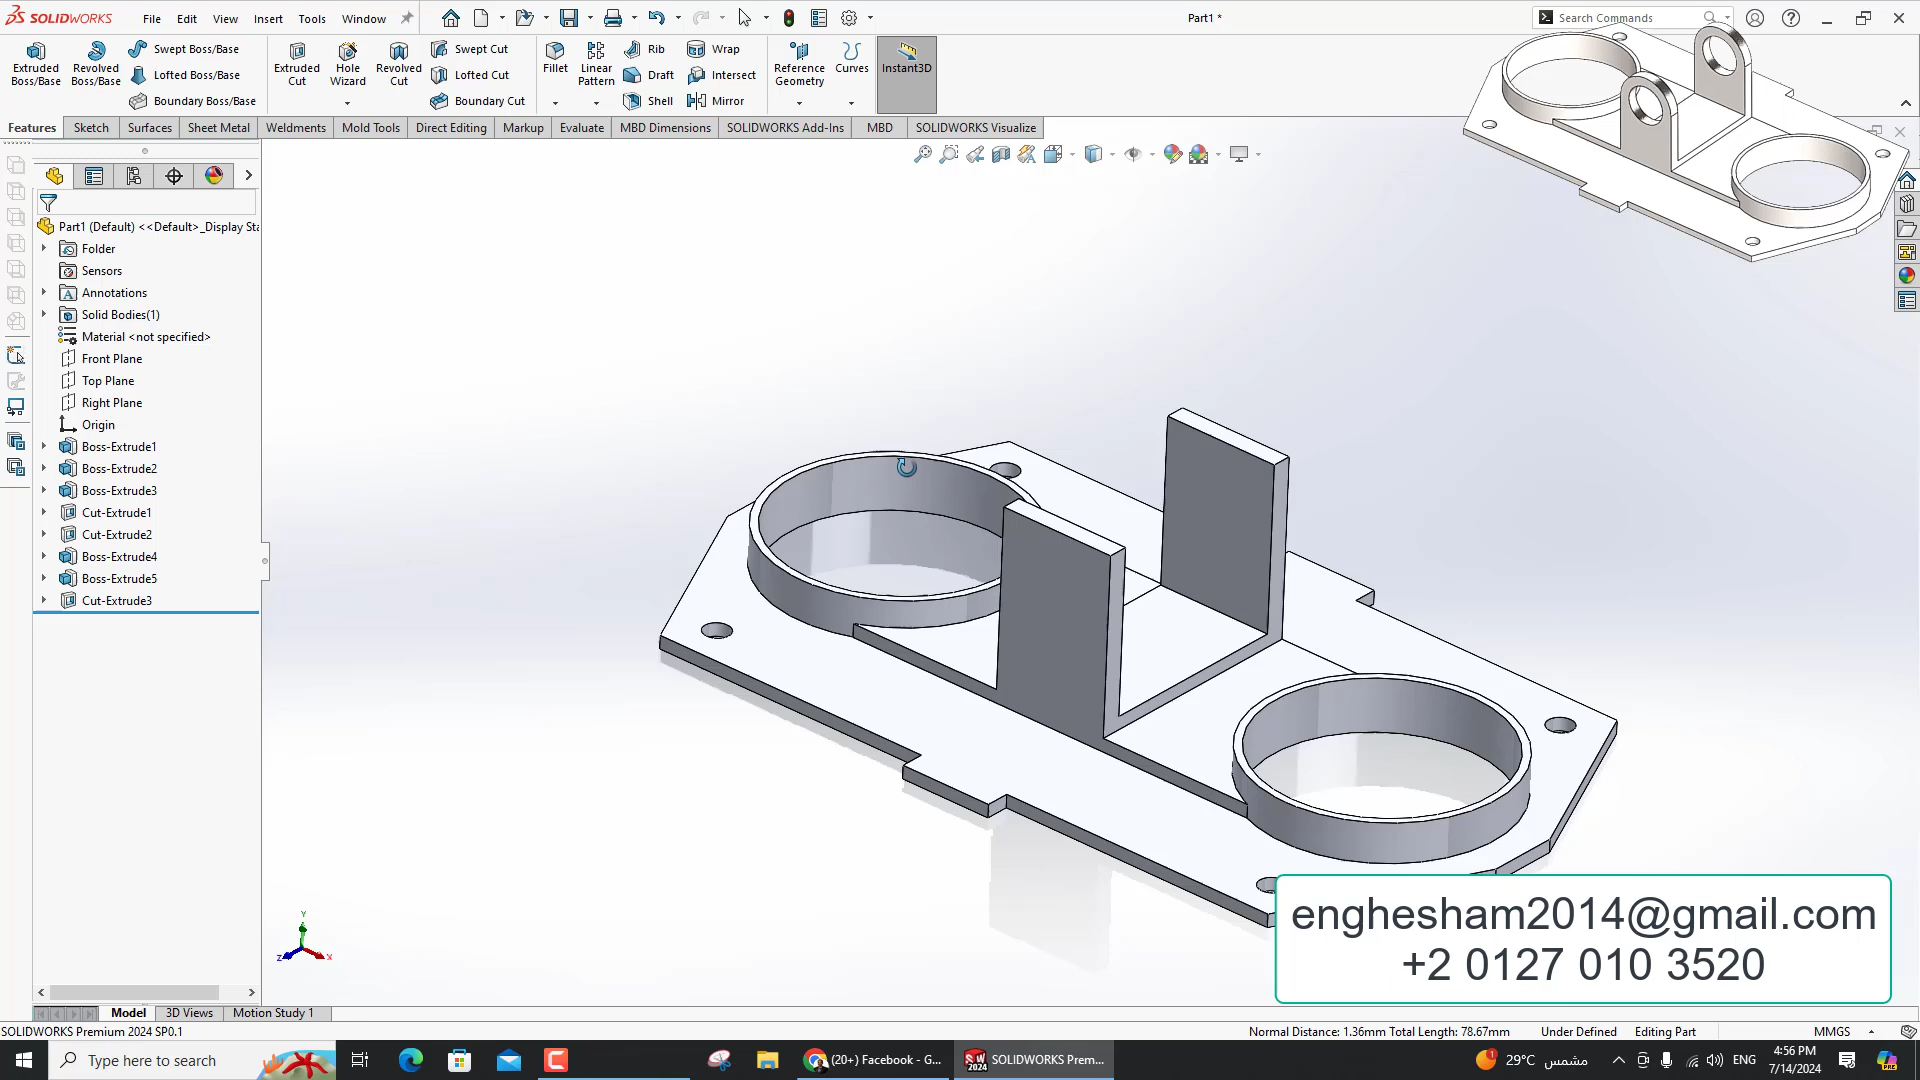 SOLIDWORKS
File Edit View Insert Tools Window
Part1 *
Search Commands
Extruded Boss/Base
Revolved Boss/Base
Swept Boss/Base
Lofted Boss/Base
Boundary Boss/Base
Extruded Cut
Hole Wizard
Revolved Cut
Swept Cut
Lofted Cut
Boundary Cut
Fillet
Linear Pattern
Rib
Draft
Shell
Wrap
Intersect
Mirror
Reference Geometry
Curves
Instant3D
Features Sketch Surfaces Sheet Metal Weldments Mold Tools Direct Editing Markup Evaluate MBD Dimensions SOLIDWORKS Add-Ins MBD SOLIDWORKS Visualize
Part1 (Default) <<Default>_Display Sta
Folder
Sensors
Annotations
Solid Bodies(1)
Material <not specified>
Front Plane
Top Plane
Right Plane
Origin
Boss-Extrude1
Boss-Extrude2
Boss-Extrude3
Cut-Extrude1
Cut-Extrude2
Boss-Extrude4
Boss-Extrude5
Cut-Extrude3
Y
Z
X
enghesham2014@gmail.com
+2 0127 010 3520
Model 3D Views Motion Study 1
SOLIDWORKS Premium 2024 SP0.1
Normal Distance: 1.36mm Total Length: 78.67mm Under Defined Editing Part MMGS
Type here to search
(20+) Facebook - G...
SOLIDWORKS Prem...
29°C مشمس
ENG
4:56 PM
7/14/2024